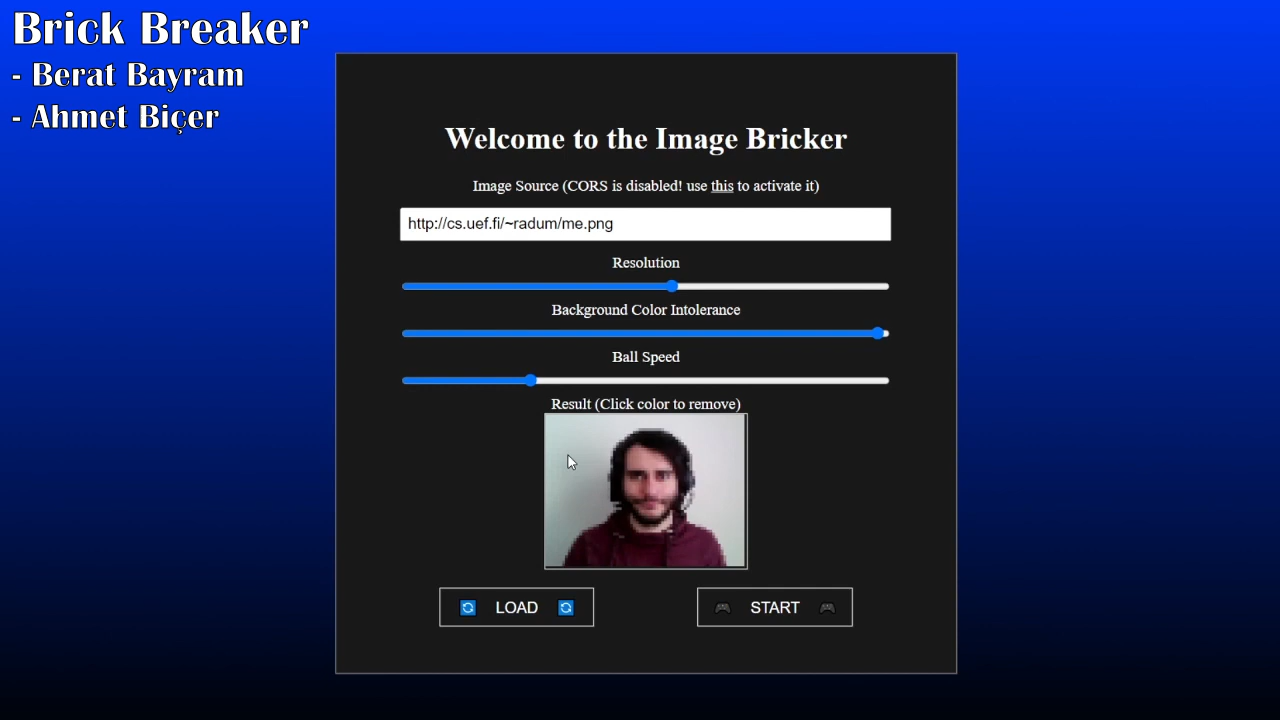 Brick Breaker
- Berat Bayram
- Ahmet Biçer
Welcome to the Image Bricker
Image Source (CORS is disabled! use this to activate it)
http://cs.uef.fi/~radum/me.png
Resolution
Background Color Intolerance
Ball Speed
Result (Click color to remove)
LOAD
START